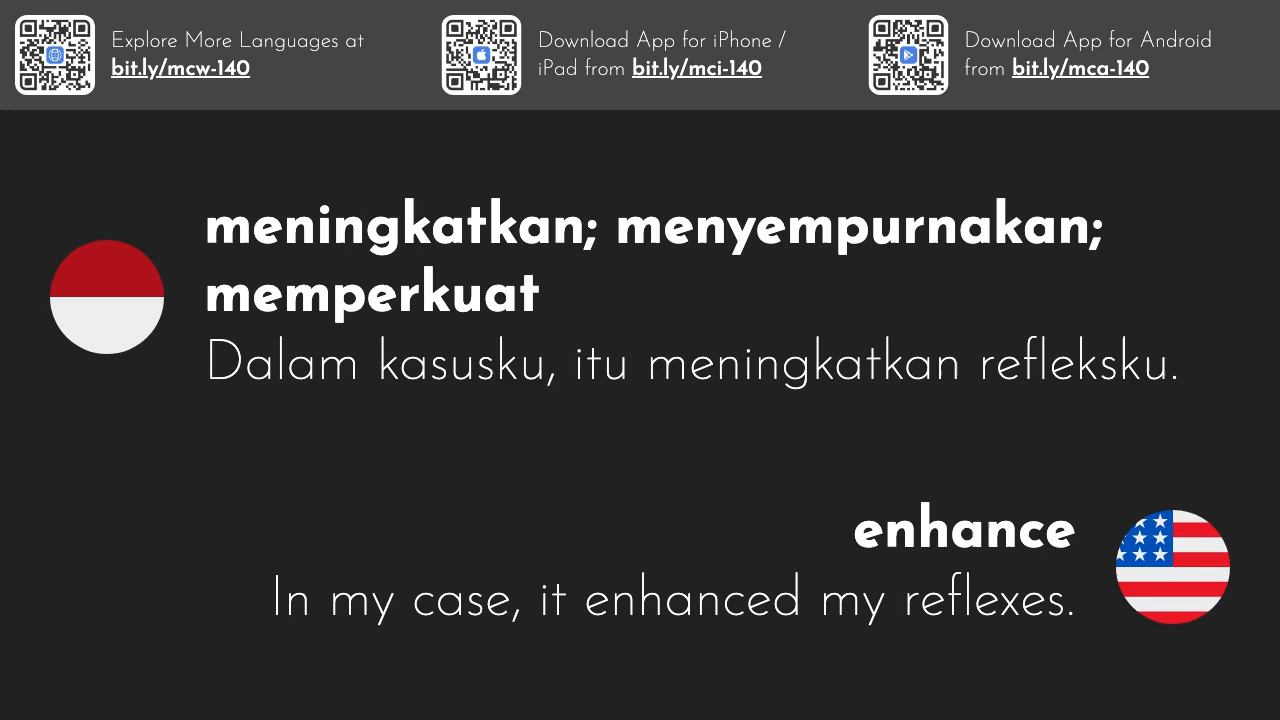 Explore More Languages at
bit.ly/mcw-140
Download App for iPhone /
iPad from bit.ly/mci-140
Download App for Android
from bit.ly/mca-140
meningkatkan; menyempurnakan;
memperkuat
Dalam kasusku, itu meningkatkan refleksku.
enhance
In my case, it enhanced my reflexes.